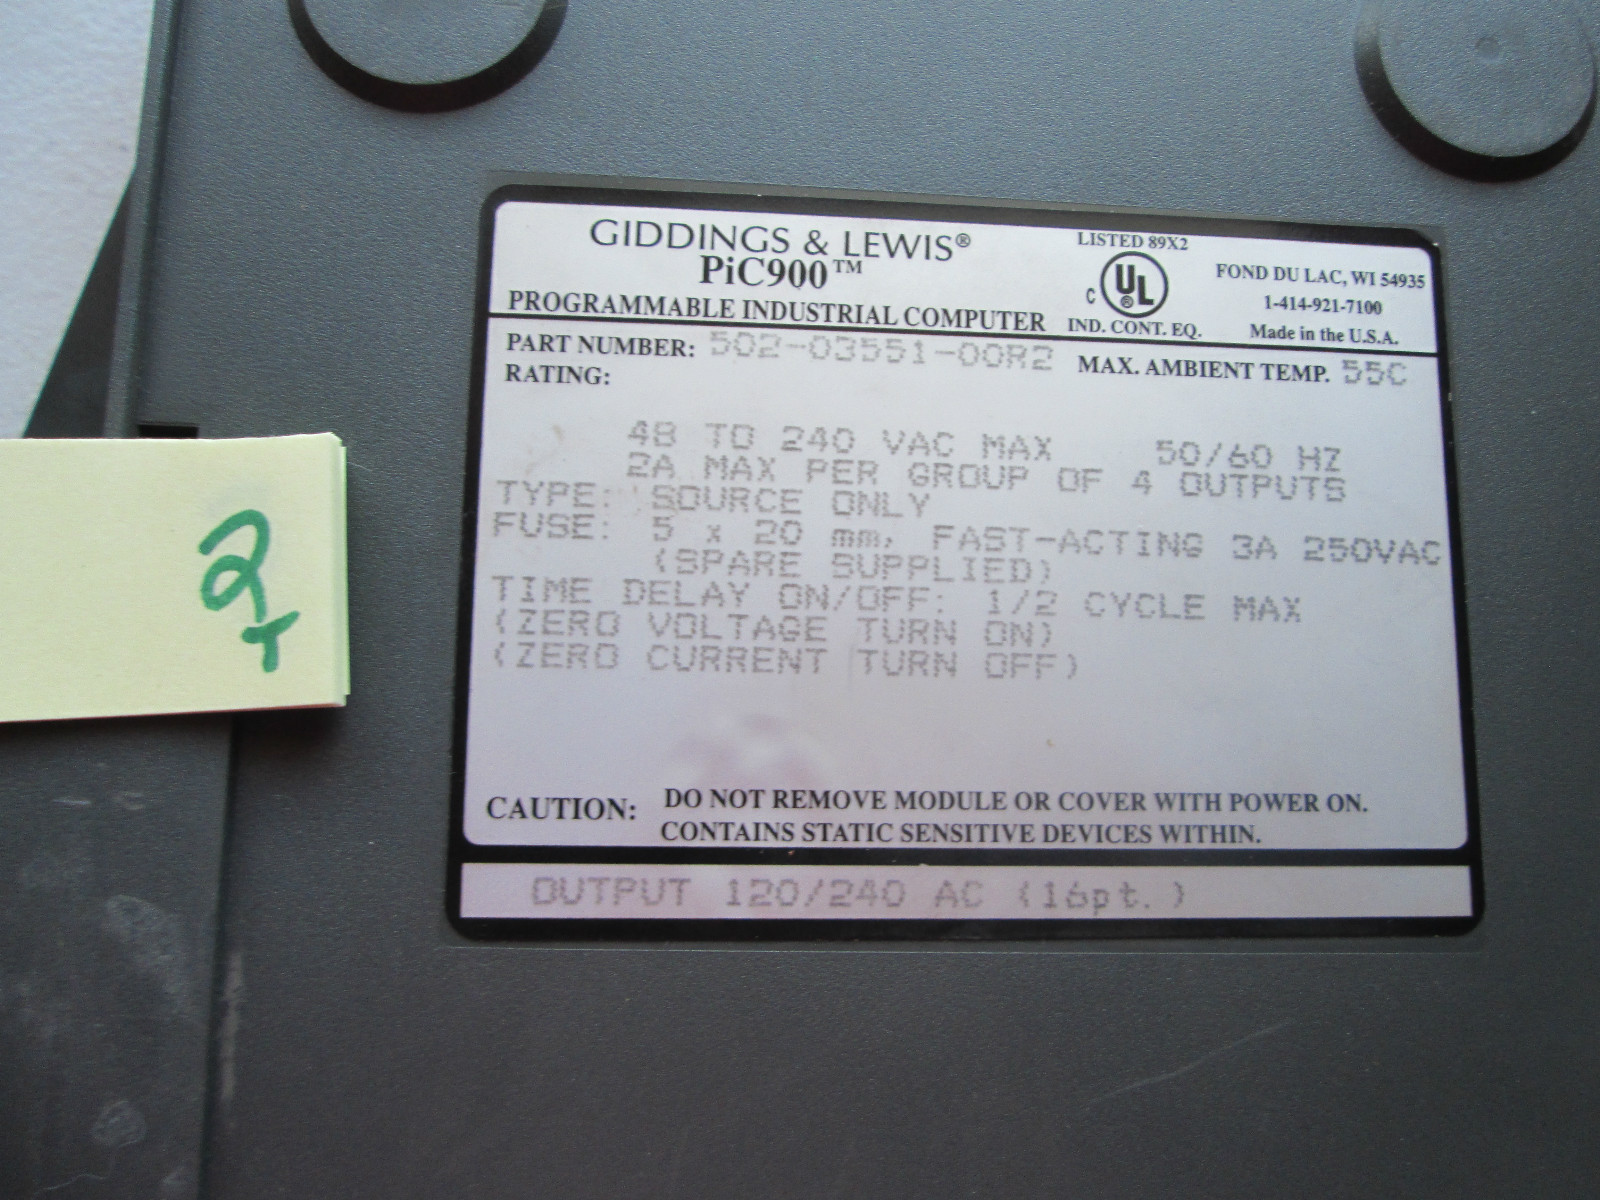 GIDDINGS & LEWIS®
PiC900™
PROGRAMMABLE INDUSTRIAL COMPUTER
LISTED 89X2
C UL ®
IND. CONT. EQ.
FOND DU LAC, WI 54935
1-414-921-7100
Made in the U.S.A.
PART NUMBER: 502-03551-00R2
MAX. AMBIENT TEMP. 55C
RATING:
48 TO 240 VAC MAX 50/60 HZ
2A MAX PER GROUP OF 4 OUTPUTS
TYPE: SOURCE ONLY
FUSE: 5 x 20 mm, FAST-ACTING 3A 250VAC
(SPARE SUPPLIED)
TIME DELAY ON/OFF: 1/2 CYCLE MAX
(ZERO VOLTAGE TURN ON)
(ZERO CURRENT TURN OFF)
CAUTION: DO NOT REMOVE MODULE OR COVER WITH POWER ON.
CONTAINS STATIC SENSITIVE DEVICES WITHIN.
OUTPUT 120/240 AC (16pt.)
2
T